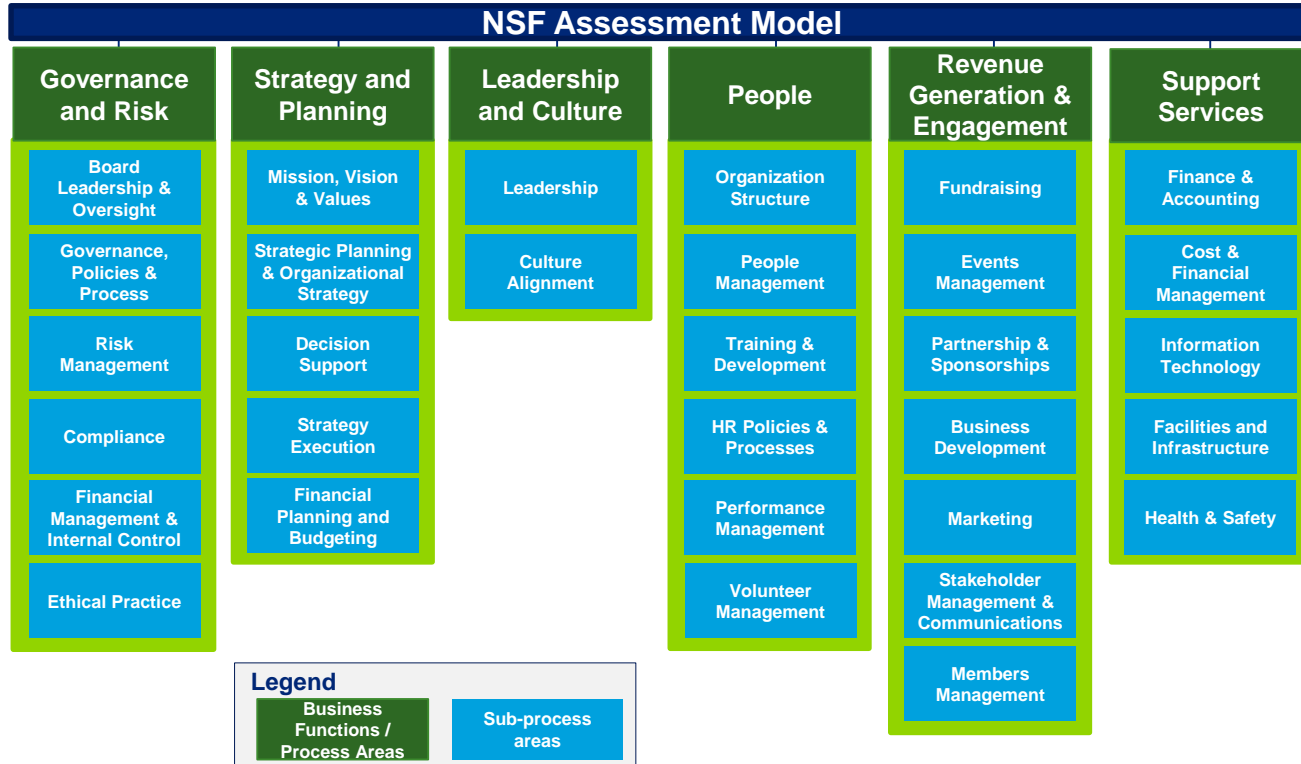 NSF Assessment Model
Governance
and Risk
Board
Leadership &
Oversight
Governance,
Policies &
Process
Risk
Management
Compliance
Financial
Management &
Internal Control
Ethical Practice
Strategy and
Planning
Mission, Vision
& Values
Strategic Planning
& Organizational
Strategy
Decision
Support
Strategy
Execution
Financial
Planning and
Budgeting
Leadership
and Culture
Leadership
Culture
Alignment
People
Organization
Structure
People
Management
Training &
Development
HR Policies &
Processes
Performance
Management
Volunteer
Management
Revenue
Generation &
Engagement
Fundraising
Events
Management
Partnership &
Sponsorships
Business
Development
Marketing
Stakeholder
Management &
Communications
Members
Management
Support
Services
Finance &
Accounting
Cost &
Financial
Management
Information
Technology
Facilities and
Infrastructure
Health & Safety
Legend
Business
Functions /
Process Areas
Sub-process
areas